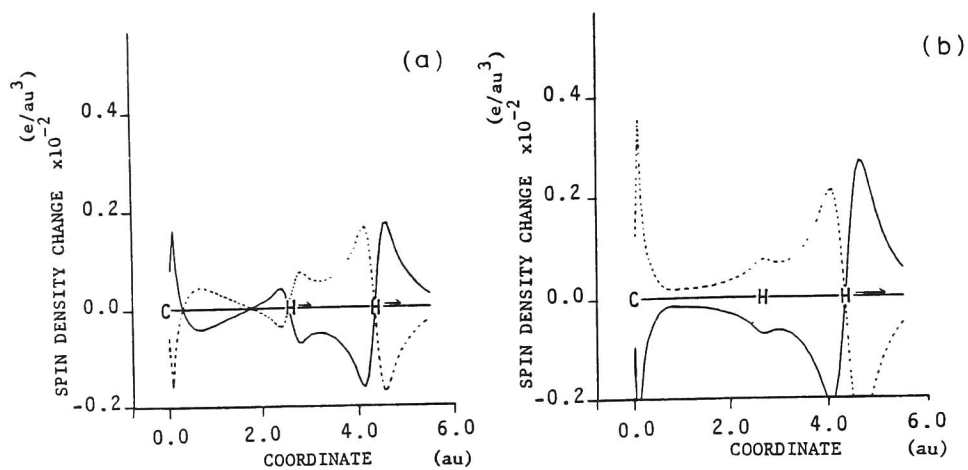 (a)
SPIN DENSITY CHANGE x10⁻² (e/au³)
0.4
0.2
0.0
-0.2
C H H
0.0 2.0 4.0 6.0
COORDINATE (au)
(b)
SPIN DENSITY CHANGE x10⁻² (e/au³)
0.4
0.2
0.0
-0.2
C H H
0.0 2.0 4.0 6.0
COORDINATE (au)